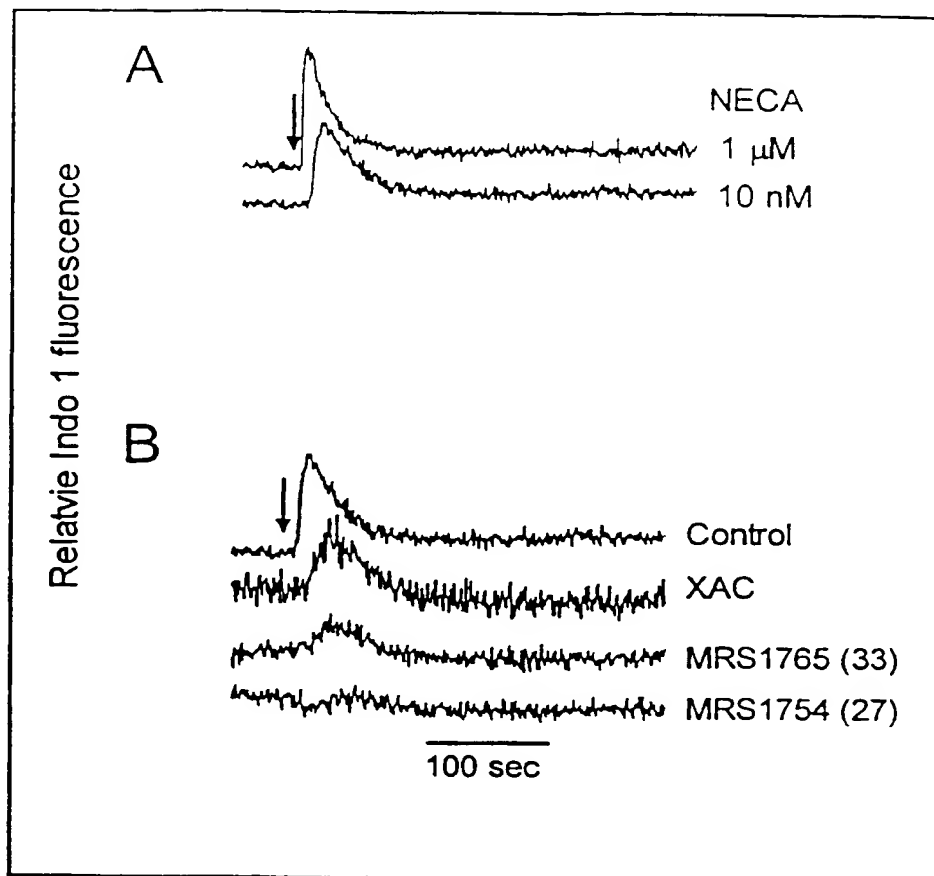 A
NECA
1 μM
10 nM
Relatvie Indo 1 fluorescence
B
Control
XAC
MRS1765 (33)
MRS1754 (27)
100 sec